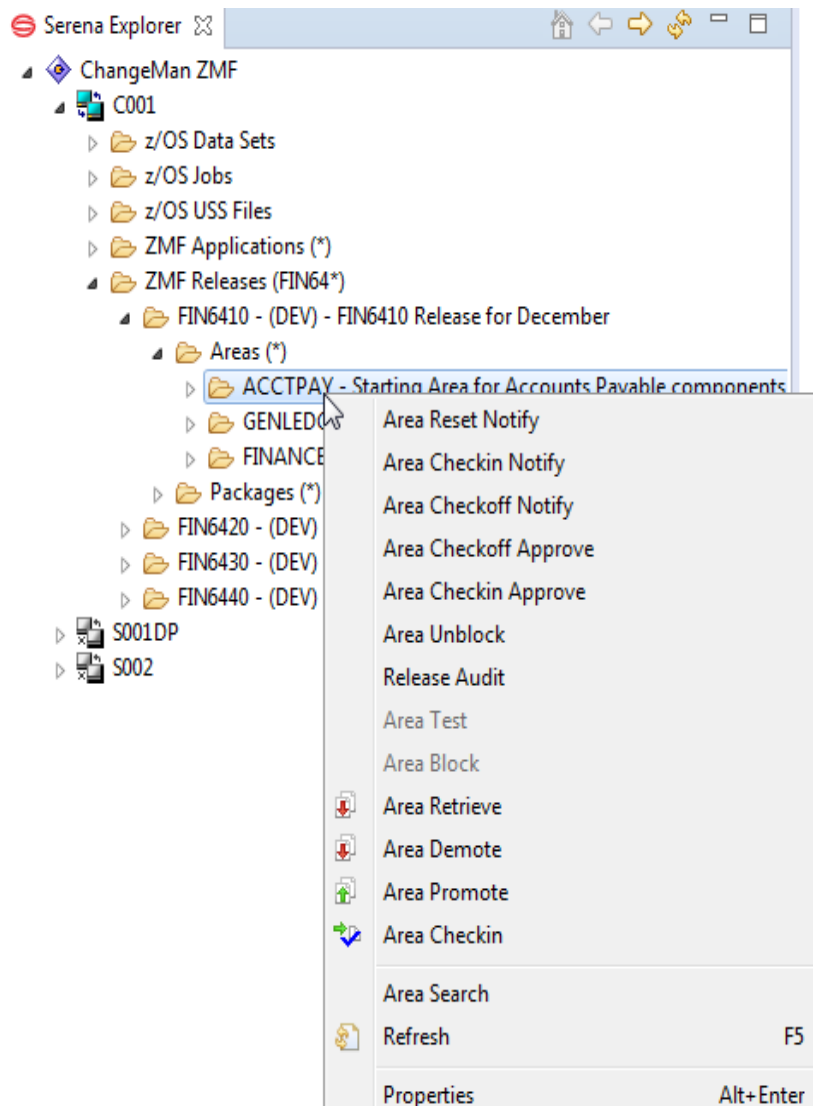 Serena Explorer
ChangeMan ZMF
C001
z/OS Data Sets
z/OS Jobs
z/OS USS Files
ZMF Applications (*)
ZMF Releases (FIN64*)
FIN6410 - (DEV) - FIN6410 Release for December
Areas (*)
ACCTPAY - Starting Area for Accounts Payable components
GENLEDG
FINANCE
Packages (*)
FIN6420 - (DEV)
FIN6430 - (DEV)
FIN6440 - (DEV)
S001DP
S002
Area Reset Notify
Area Checkin Notify
Area Checkoff Notify
Area Checkoff Approve
Area Checkin Approve
Area Unblock
Release Audit
Area Test
Area Block
Area Retrieve
Area Demote
Area Promote
Area Checkin
Area Search
Refresh F5
Properties Alt+Enter